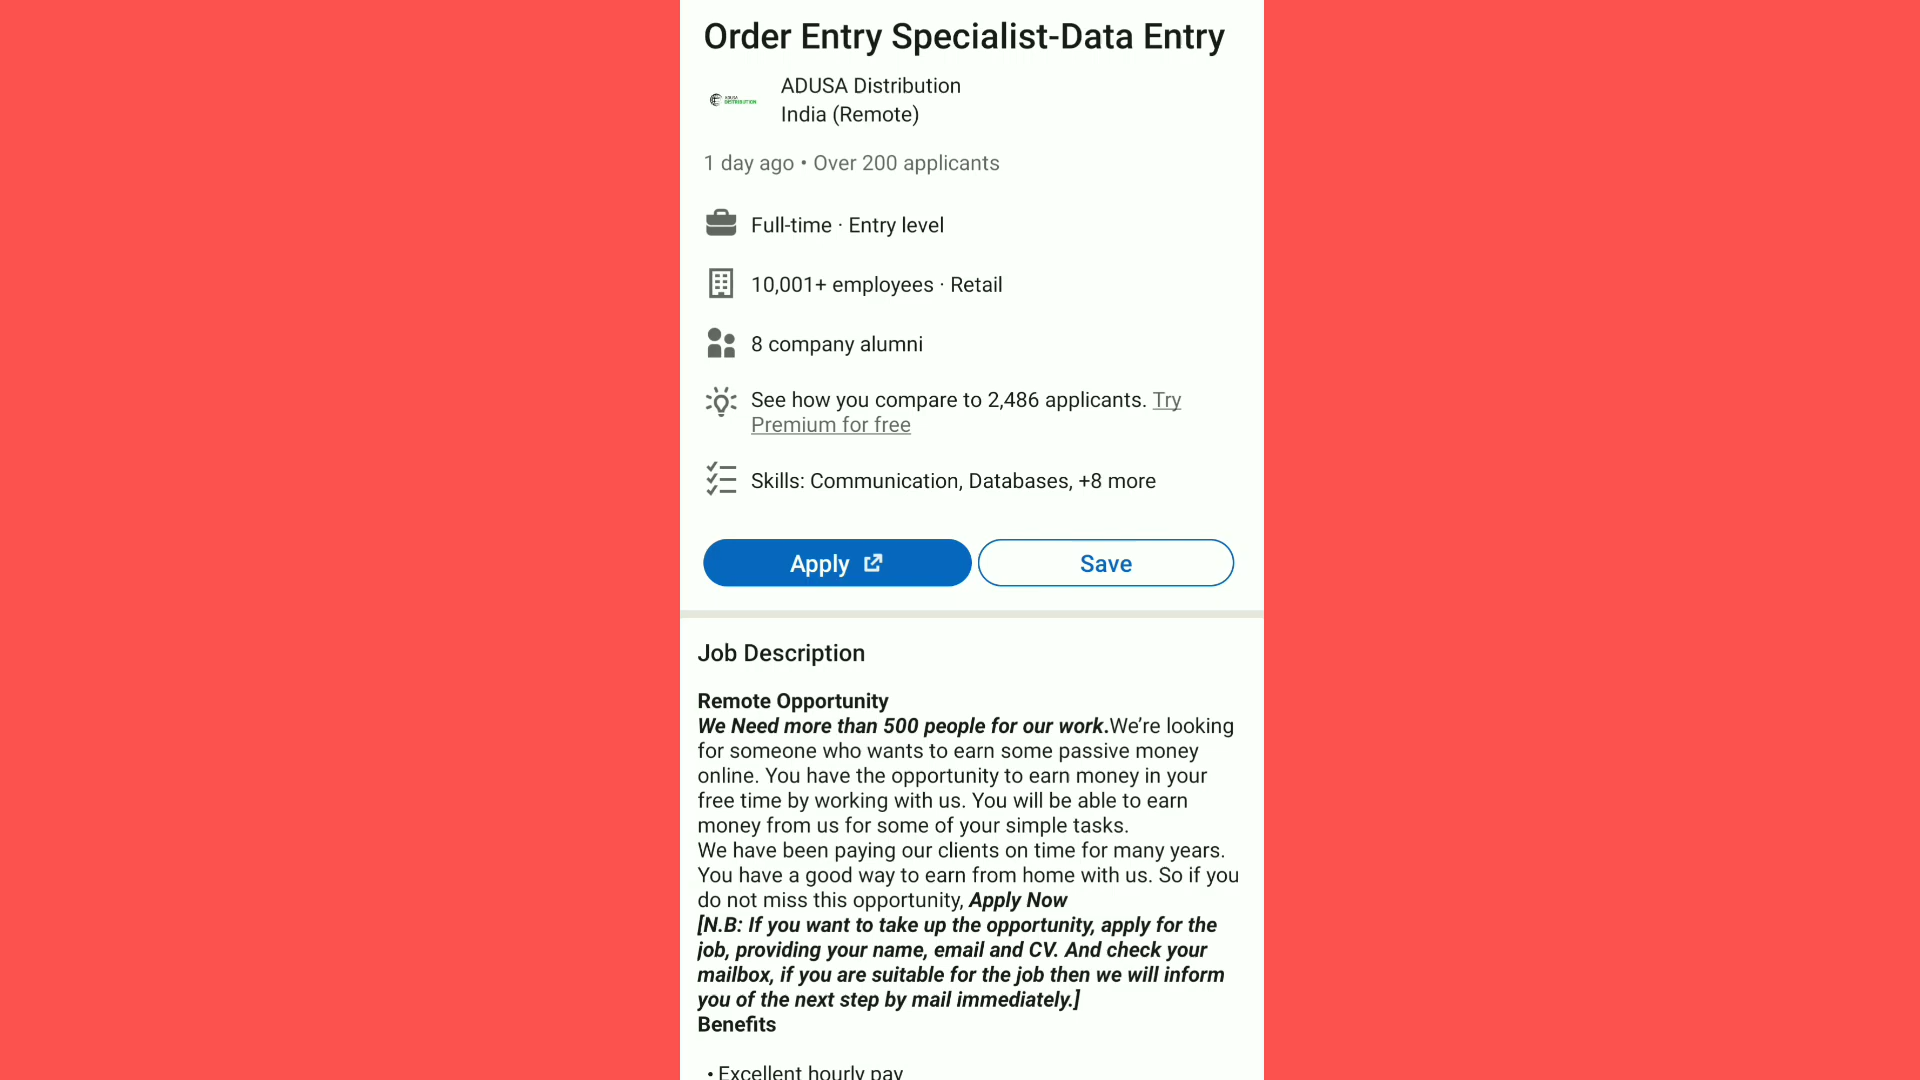 Order Entry Specialist-Data Entry
ADUSA
DISTRIBUTION
ADUSA Distribution
India (Remote)
1 day ago • Over 200 applicants
Full-time · Entry level
10,001+ employees · Retail
8 company alumni
See how you compare to 2,486 applicants. Try
Premium for free
Skills: Communication, Databases, +8 more
Apply
Save
Job Description
Remote Opportunity
We Need more than 500 people for our work.We’re looking
for someone who wants to earn some passive money
online. You have the opportunity to earn money in your
free time by working with us. You will be able to earn
money from us for some of your simple tasks.
We have been paying our clients on time for many years.
You have a good way to earn from home with us. So if you
do not miss this opportunity, Apply Now
[N.B: If you want to take up the opportunity, apply for the
job, providing your name, email and CV. And check your
mailbox, if you are suitable for the job then we will inform
you of the next step by mail immediately.]
Benefits
• Excellent hourly pay